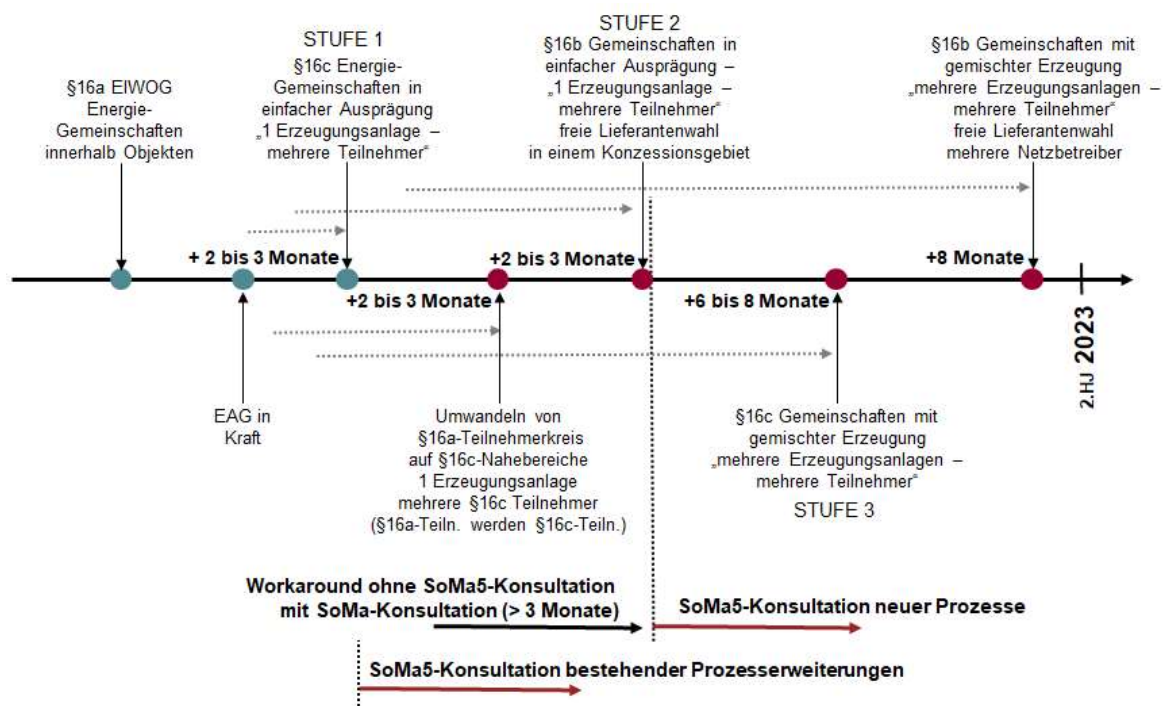 §16a ElWOG
Energie-
Gemeinschaften
innerhalb Objekten
STUFE 1
§16c Energie-
Gemeinschaften in
einfacher Ausprägung
„1 Erzeugungsanlage –
mehrere Teilnehmer“
STUFE 2
§16b Gemeinschaften in
einfacher Ausprägung –
„1 Erzeugungsanlage –
mehrere Teilnehmer“
freie Lieferantenwahl
in einem Konzessionsgebiet
§16b Gemeinschaften mit
gemischter Erzeugung
„mehrere Erzeugungsanlagen –
mehrere Teilnehmer“
freie Lieferantenwahl
mehrere Netzbetreiber
+ 2 bis 3 Monate
+2 bis 3 Monate
+8 Monate
+2 bis 3 Monate
+6 bis 8 Monate
2.HJ 2023
EAG in
Kraft
Umwandeln von
§16a-Teilnehmerkreis
auf §16c-Nahebereiche
1 Erzeugungsanlage
mehrere §16c Teilnehmer
(§16a-Teiln. werden §16c-Teiln.)
§16c Gemeinschaften mit
gemischter Erzeugung
„mehrere Erzeugungsanlagen –
mehrere Teilnehmer“
STUFE 3
Workaround ohne SoMa5-Konsultation
mit SoMa-Konsultation (> 3 Monate)
SoMa5-Konsultation neuer Prozesse
SoMa5-Konsultation bestehender Prozesserweiterungen